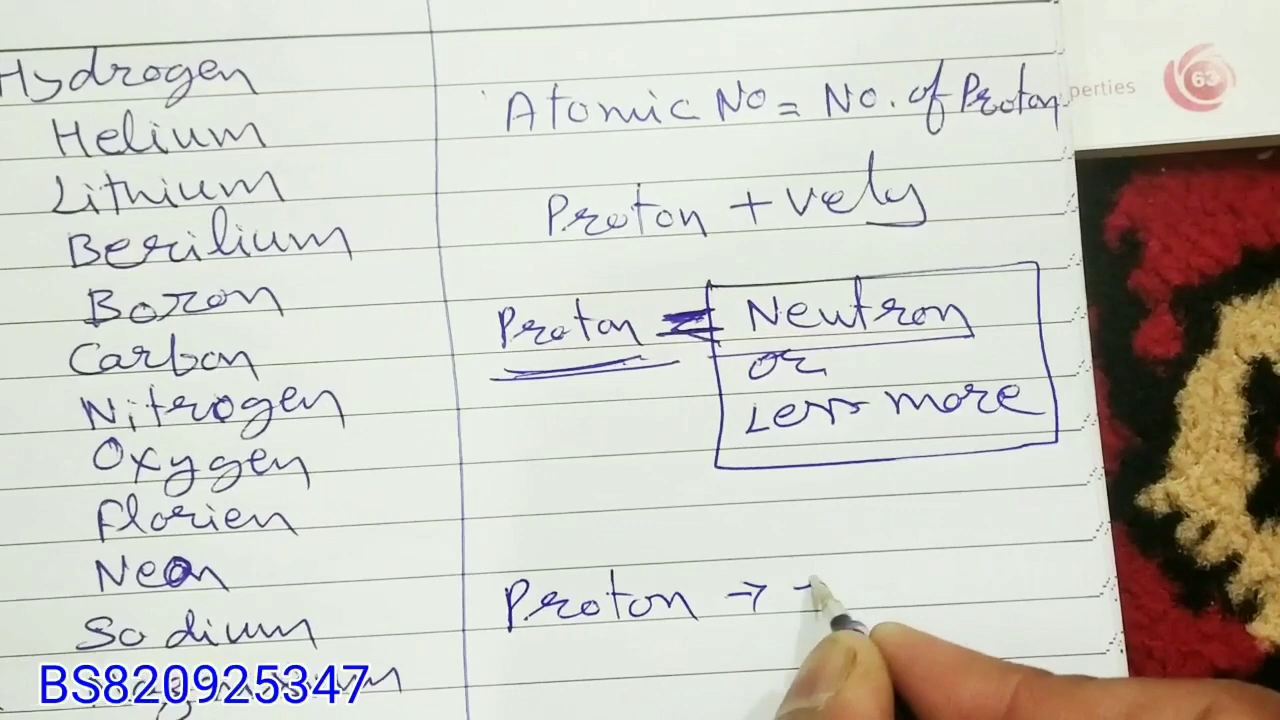 Hydrogen
Helium
Lithium
Berilium
Boron
Carbon
Nitrogen
Oxygen
Florien
Neon
Sodium
Atomic No = No. of Proton
Proton +vely
Proton = Neutron
or
Less more
Proton →
perties
63
BS820925347